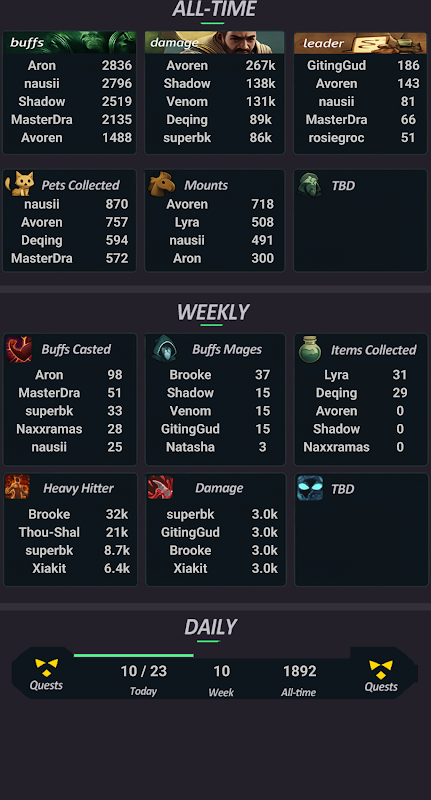 ALL-TIME
buffs damage leader
Aron 2836 Avoren 267k GitingGud 186
nausii 2796 Shadow 138k Avoren 143
Shadow 2519 Venom 131k nausii 81
MasterDra 2135 Deqing 89k MasterDra 66
Avoren 1488 superbk 86k rosiegroc 51
Pets Collected Mounts TBD
nausii 870 Avoren 718
Avoren 757 Lyra 508
Deqing 594 nausii 491
MasterDra 572 Aron 300
WEEKLY
Buffs Casted Buffs Mages Items Collected
Aron 98 Brooke 37 Lyra 31
MasterDra 51 Shadow 15 Deqing 29
superbk 33 Venom 15 Avoren 0
Naxxramas 28 GitingGud 15 Shadow 0
nausii 25 Natasha 3 Naxxramas 0
Heavy Hitter Damage TBD
Brooke 32k superbk 3.0k
Thou-Shal 21k GitingGud 3.0k
superbk 8.7k Brooke 3.0k
Xiakit 6.4k Xiakit 3.0k
DAILY
10 / 23 10 1892
Quests Today Week All-time Quests